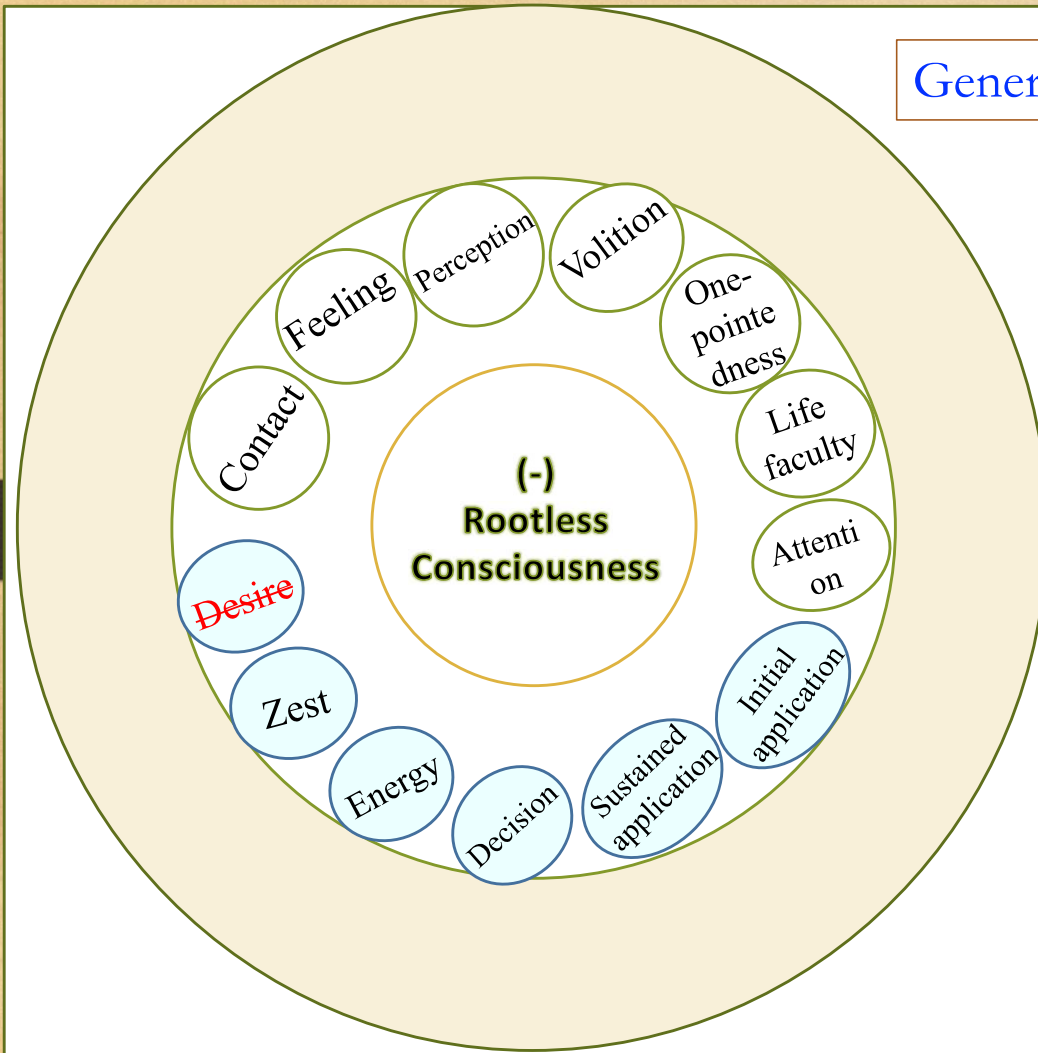 Gener
Perception
Volition
Feeling
One-
pointe
dness
Contact
Life
faculty
(-)
Rootless
Consciousness
Attenti
on
Desire
Initial
application
Zest
Sustained
application
Energy
Decision